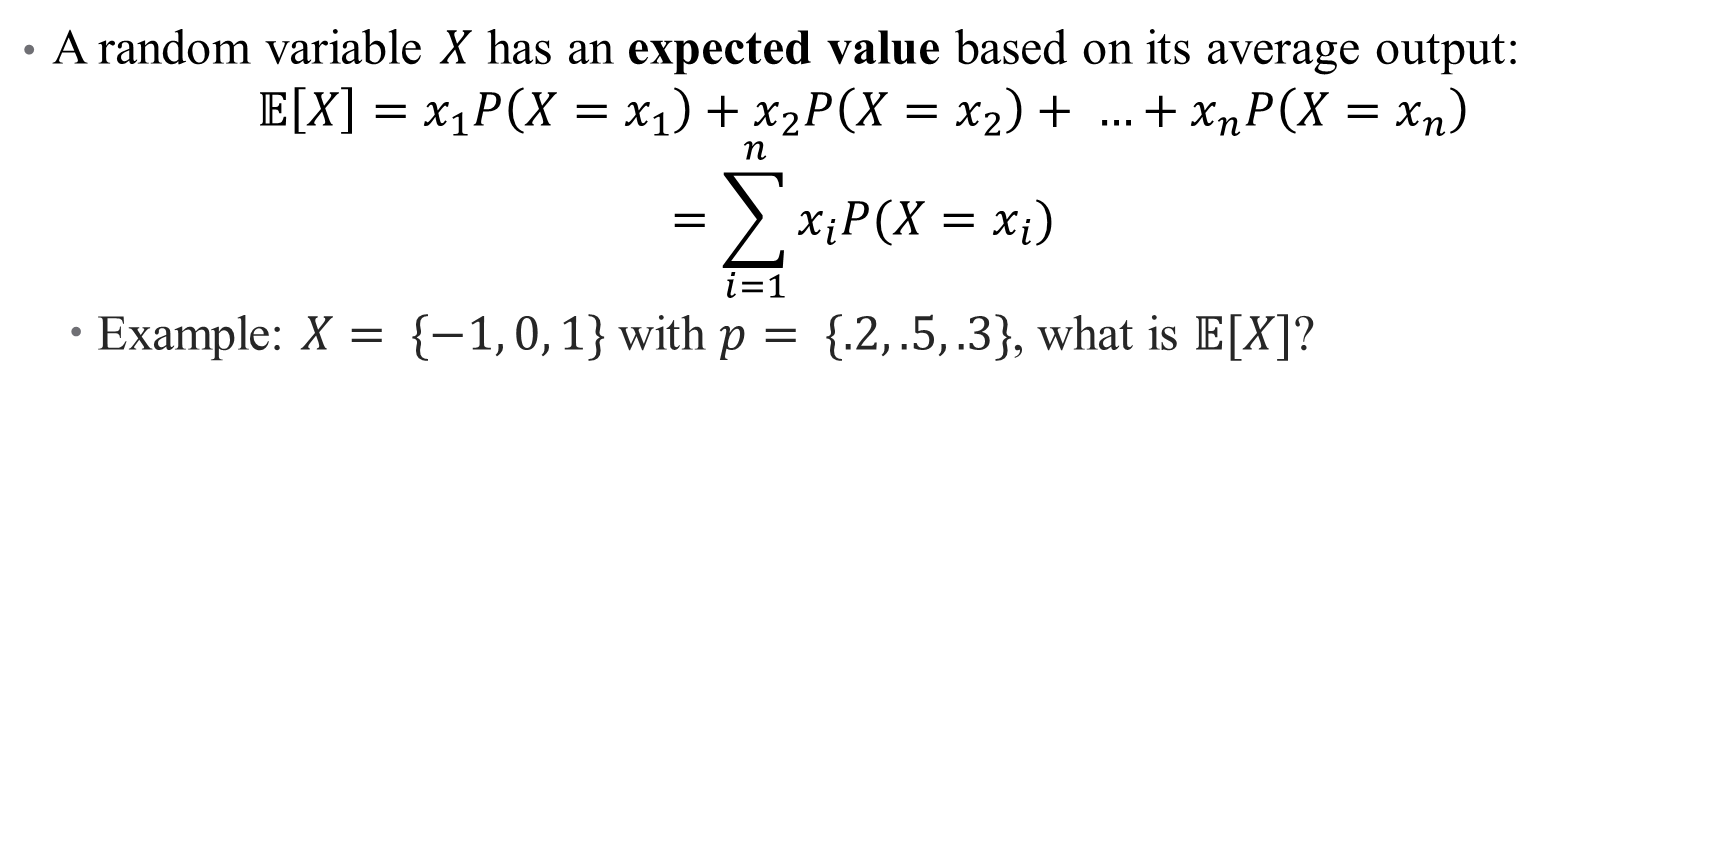 • A random variable X has an expected value based on its average output:
𝔼[X] = x₁P(X = x₁) + x₂P(X = x₂) + … + xₙP(X = xₙ)
= ∑ᵢ₌₁ⁿ xᵢP(X = xᵢ)
• Example: X = {−1, 0, 1} with p = {.2, .5, .3}, what is 𝔼[X]?